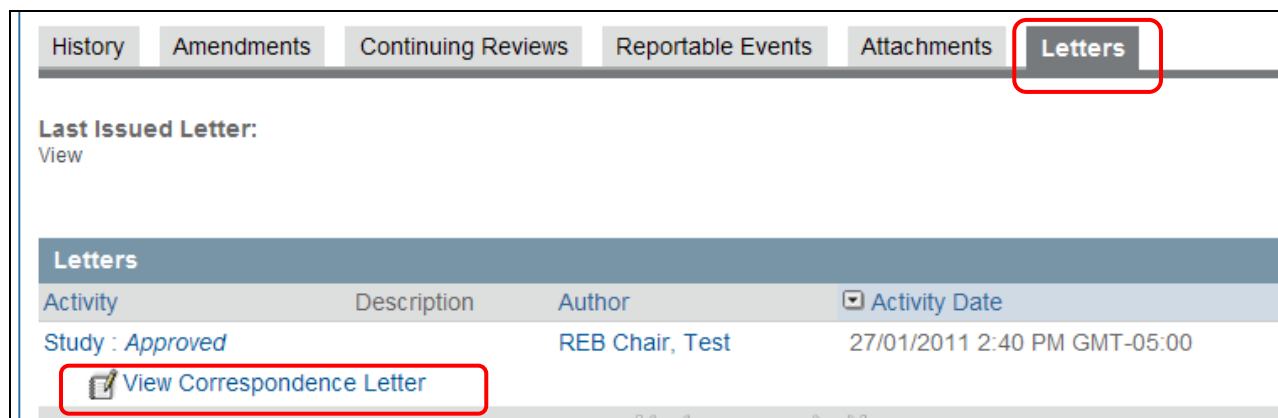 History Amendments Continuing Reviews Reportable Events Attachments Letters
Last Issued Letter:
View
Letters
Activity Description Author Activity Date
Study : Approved REB Chair, Test 27/01/2011 2:40 PM GMT-05:00
View Correspondence Letter